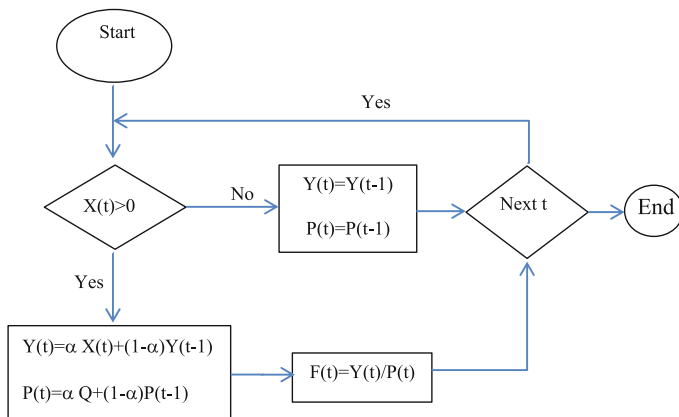 Start
Yes
X(t)>0
No
Y(t)=Y(t-1)
P(t)=P(t-1)
Next t
End
Yes
Y(t)=α X(t)+(1-α)Y(t-1)
P(t)=α Q+(1-α)P(t-1)
F(t)=Y(t)/P(t)